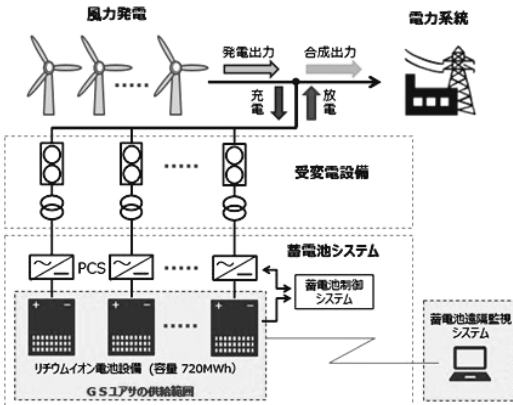 風力発電
電力系統
発電出力
合成出力
充電
放電
受変電設備
蓄電池システム
PCS
蓄電池制御
システム
蓄電池遠隔監視
システム
リチウムイオン電池設備（容量 720MWh）
ＧＳユアサの供給範囲